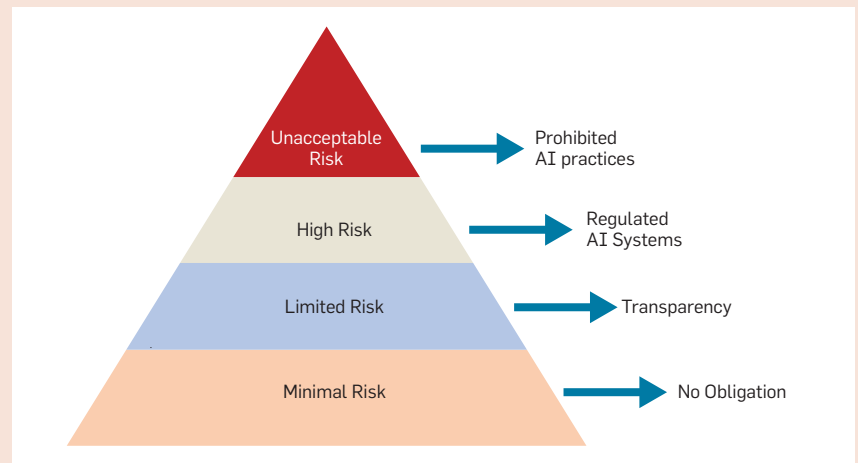 Unacceptable
Risk
Prohibited
AI practices
High Risk
Regulated
AI Systems
Limited Risk
Transparency
Minimal Risk
No Obligation